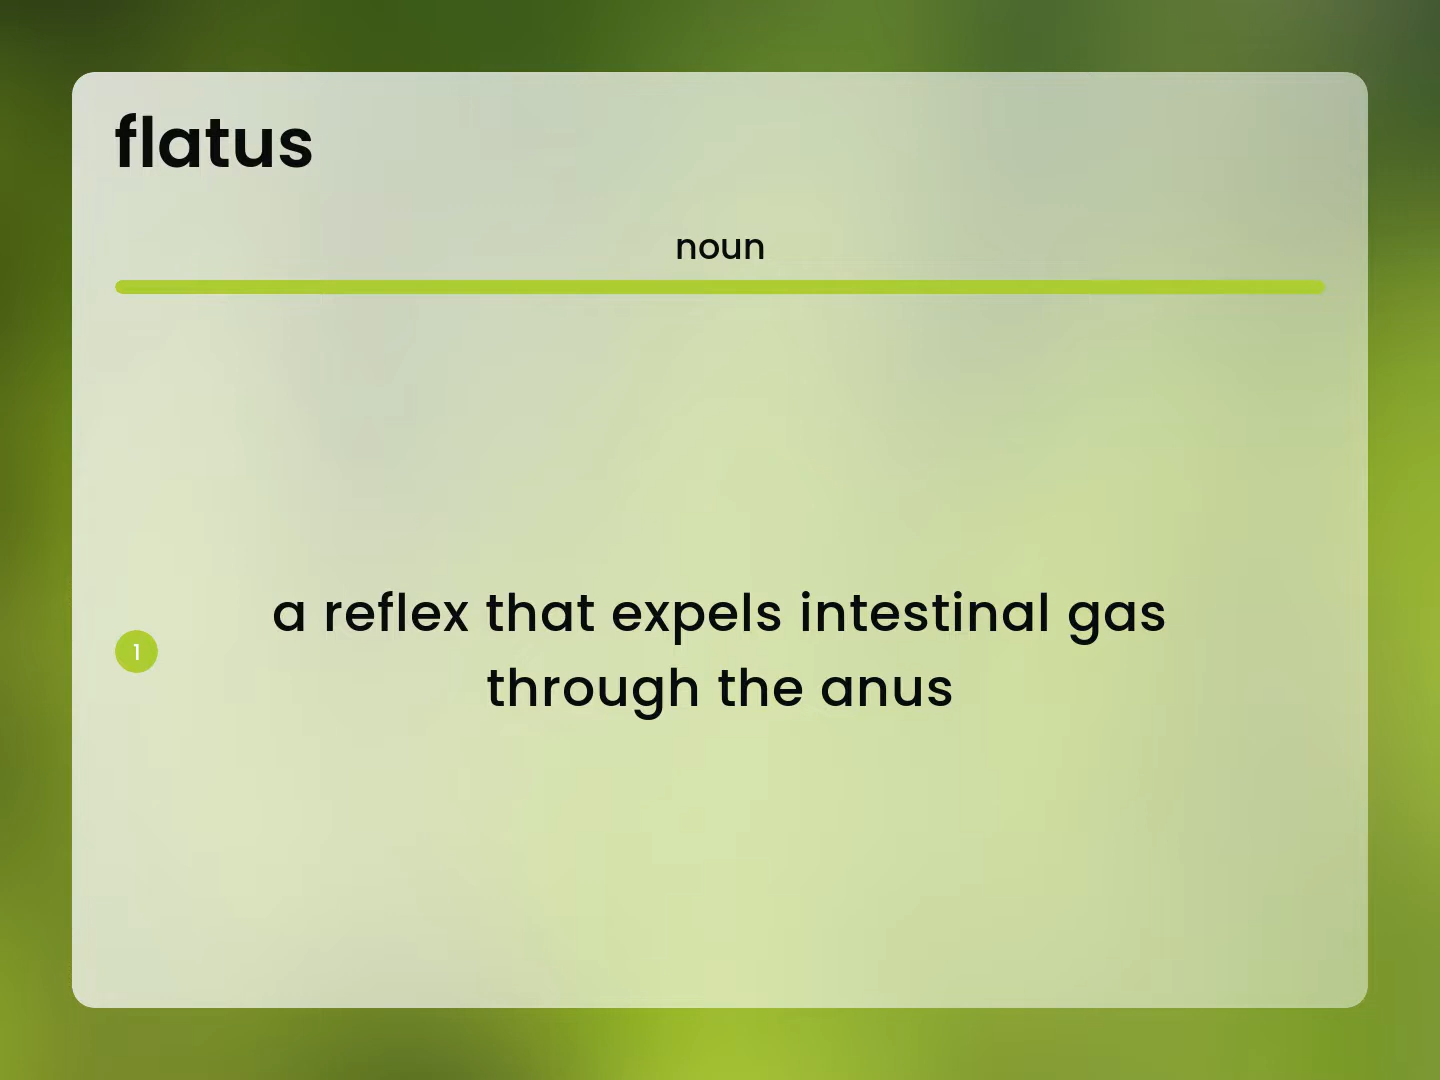 flatus
noun
1
a reflex that expels intestinal gas
through the anus